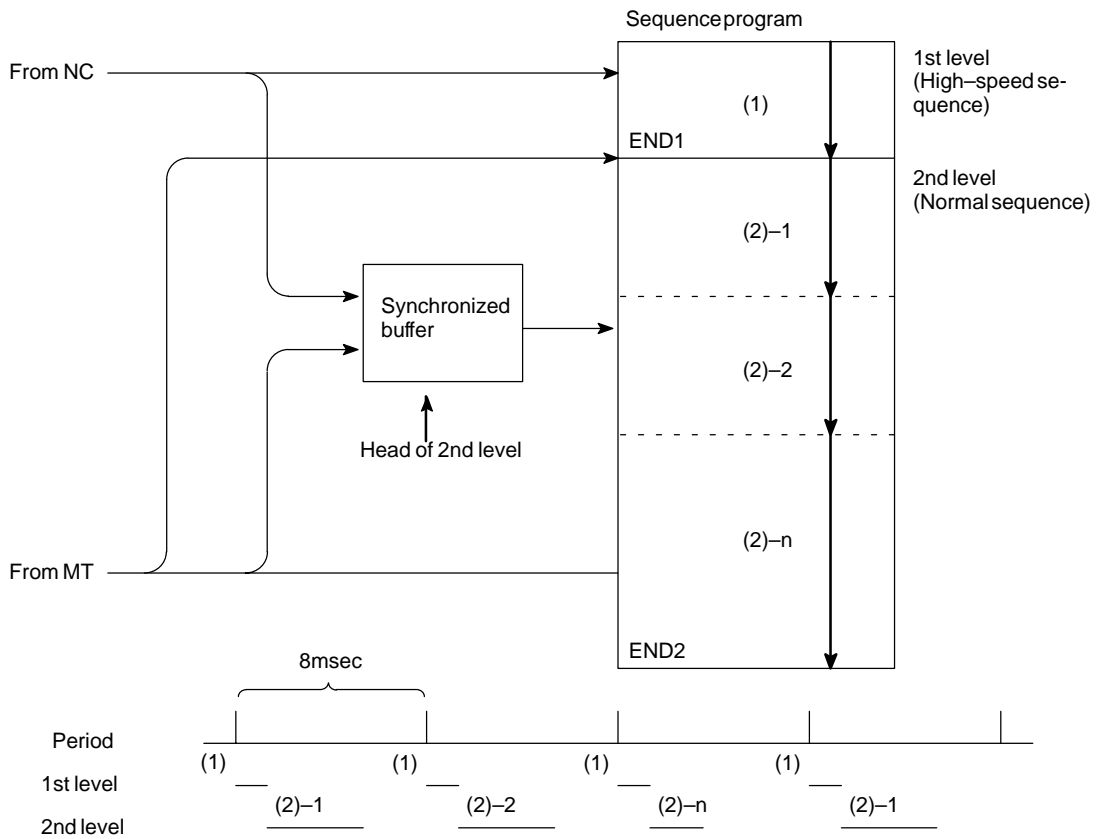 Sequence program
From NC
1st level
(High–speed se-
quence)
(1)
END1
2nd level
(Normal sequence)
(2)–1
Synchronized
buffer
(2)–2
Head of 2nd level
(2)–n
From MT
END2
8msec
Period
(1) (1) (1) (1)
1st level
(2)–1 (2)–2 (2)–n (2)–1
2nd level